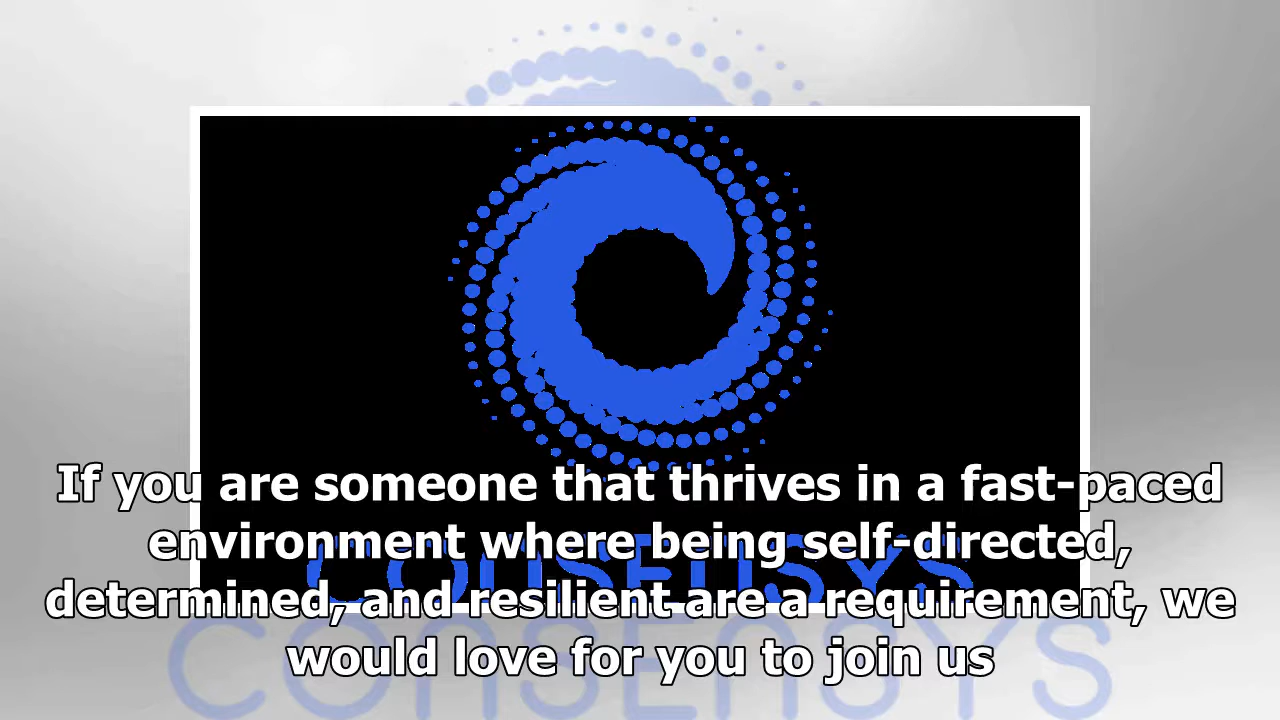 If you are someone that thrives in a fast-paced
environment where being self-directed,
CONSENSYS
determined, and resilient are a requirement, we
would love for you to join us
CONSENSYS